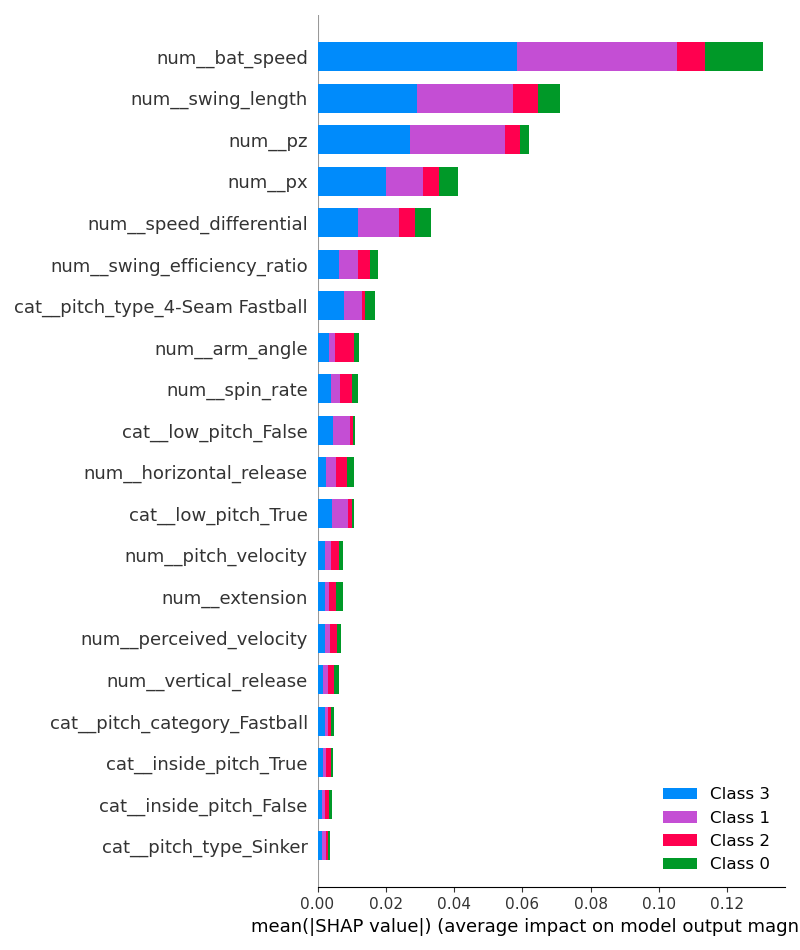 num__bat_speed
num__swing_length
num__pz
num__px
num__speed_differential
num__swing_efficiency_ratio
cat__pitch_type_4-Seam Fastball
num__arm_angle
num__spin_rate
cat__low_pitch_False
num__horizontal_release
cat__low_pitch_True
num__pitch_velocity
num__extension
num__perceived_velocity
num__vertical_release
cat__pitch_category_Fastball
cat__inside_pitch_True
cat__inside_pitch_False
cat__pitch_type_Sinker
Class 3
Class 1
Class 2
Class 0
0.00 0.02 0.04 0.06 0.08 0.10 0.12
mean(|SHAP value|) (average impact on model output magn